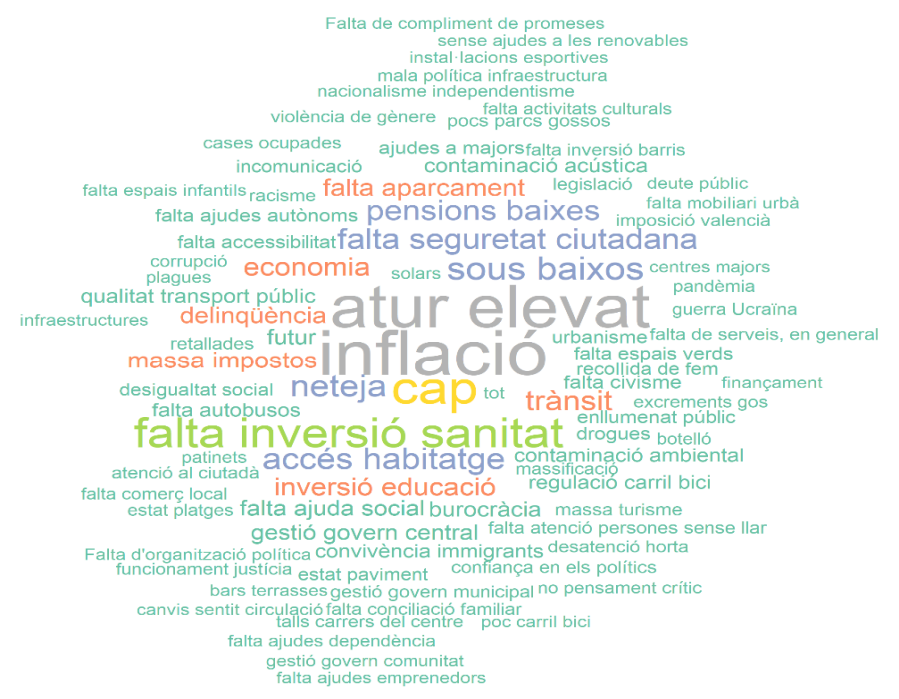 Falta de compliment de promeses
sense ajudes a les renovables
instal·lacions esportives
mala política infraestructura
nacionalisme independentisme
falta activitats culturals
violència de gènere
pocs parcs gossos
cases ocupades
ajudes a majors
falta inversió barris
incomunicació
contaminació acústica
falta espais infantils
racisme
falta aparcament
legislació
deute públic
falta mobiliari urbà
falta ajudes autònoms
pensions baixes
imposició valencià
falta accessibilitat
falta seguretat ciutadana
corrupció
economia
solars
sous baixos
centres majors
plagues
pandèmia
qualitat transport públic
atur elevat
guerra Ucraïna
infraestructures
delinqüència
retallades
futur
inflació
urbanisme
falta de serveis, en general
falta espais verds
massa impostos
recollida de fem
desigualtat social
neteja
cap
tot
falta civisme
finançament
falta autobusos
trànsit
excrements gos
enllumenat públic
falta inversió sanitat
drogues
botelló
patinets
accés habitatge
contaminació ambiental
atenció al ciutadà
massificació
inversió educació
regulació carril bici
falta comerç local
estat platges
falta ajuda social
burocràcia
massa turisme
gestió govern central
falta atenció persones sense llar
Falta d'organització política
convivència immigrants
desatenció horta
funcionament justícia
estat paviment
confiança en els polítics
bars terrasses
gestió govern municipal
no pensament crític
canvis sentit circulació
falta conciliació familiar
talls carrers del centre
poc carril bici
falta ajudes dependència
gestió govern comunitat
falta ajudes emprenedors